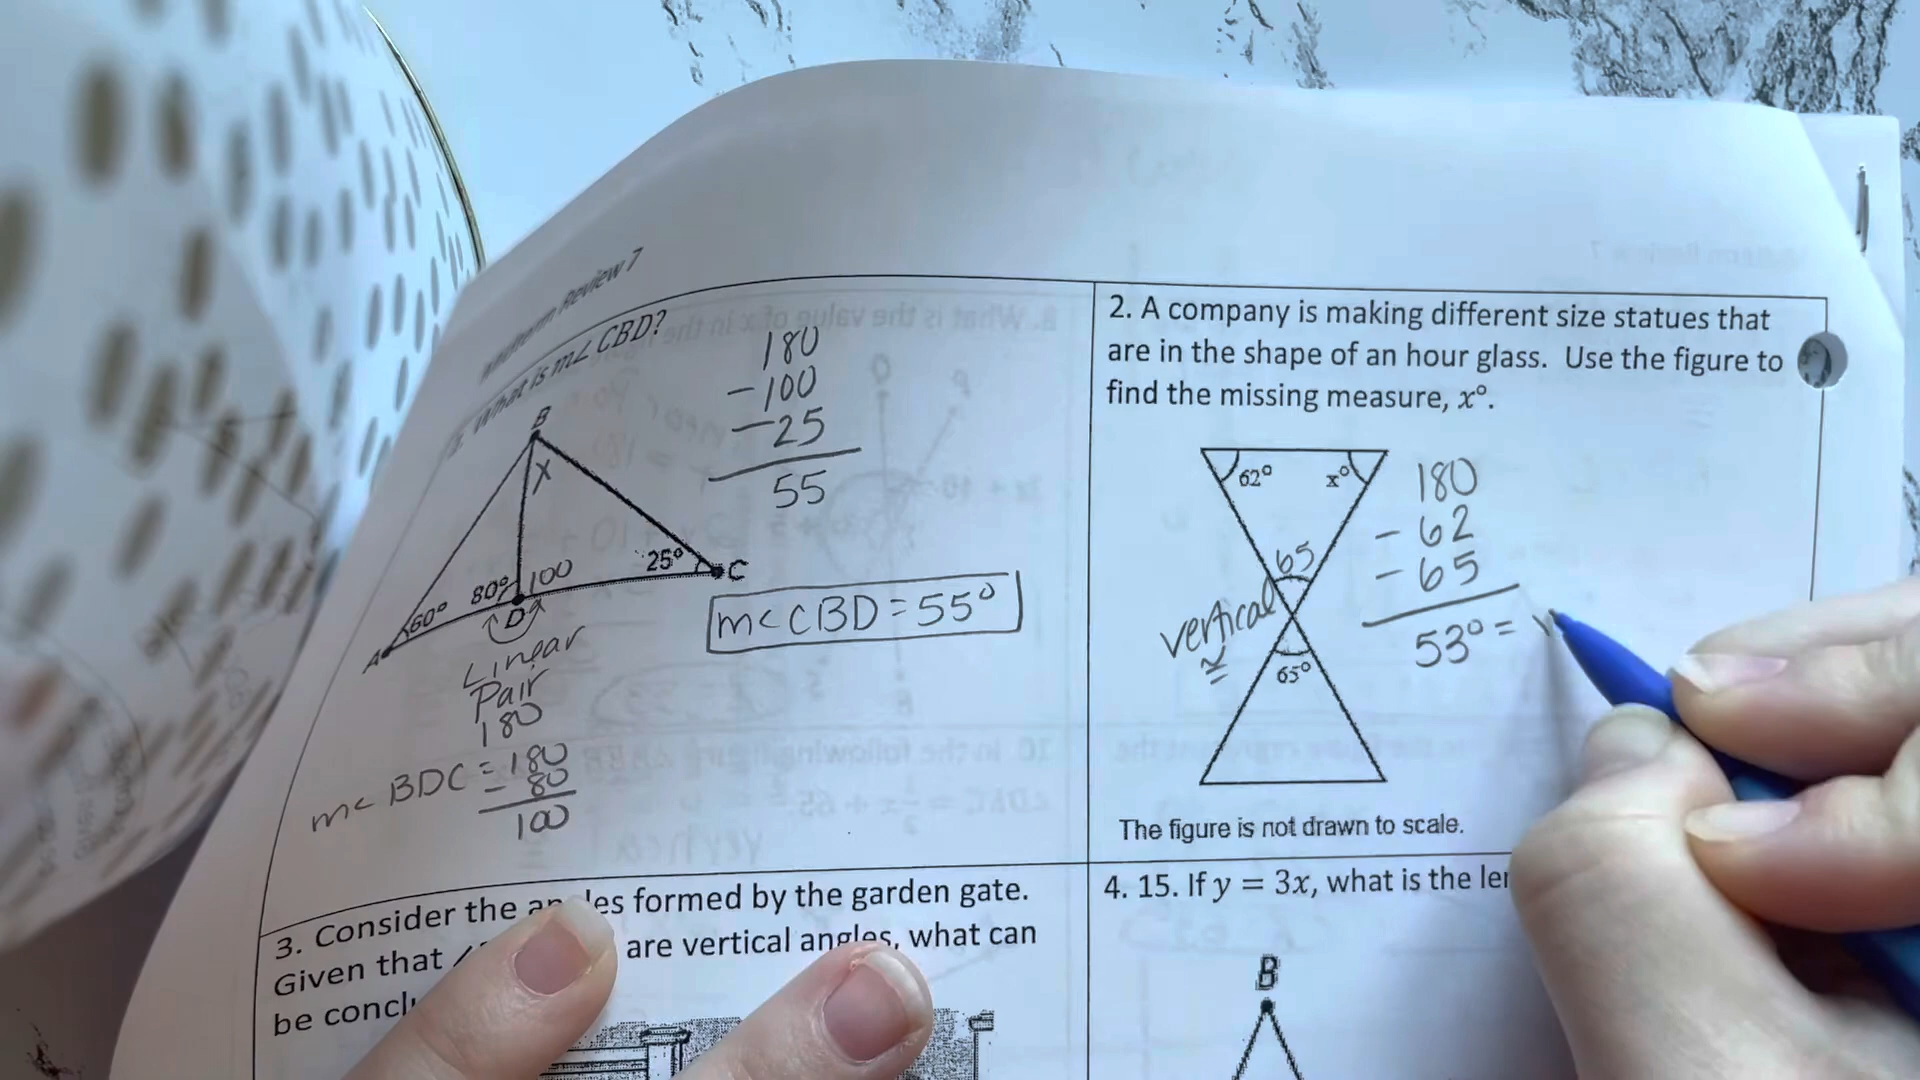 Midterm Review 7
What is m∠ CBD?
B
X
80°
100
25°
C
60°
D
A
Linear
Pair
180
m< BDC = 180
- 80
100
180
- 100
- 25
55
m< CBD = 55°
2. A company is making different size statues that
are in the shape of an hour glass. Use the figure to
find the missing measure, x°.
62°
x°
65
vertical
≅
65°
180
- 62
- 65
53° =
The figure is not drawn to scale.
3. Consider the angles formed by the garden gate.
Given that ∠
are vertical angles, what can
be concl
4. 15. If y = 3x, what is the ler
B